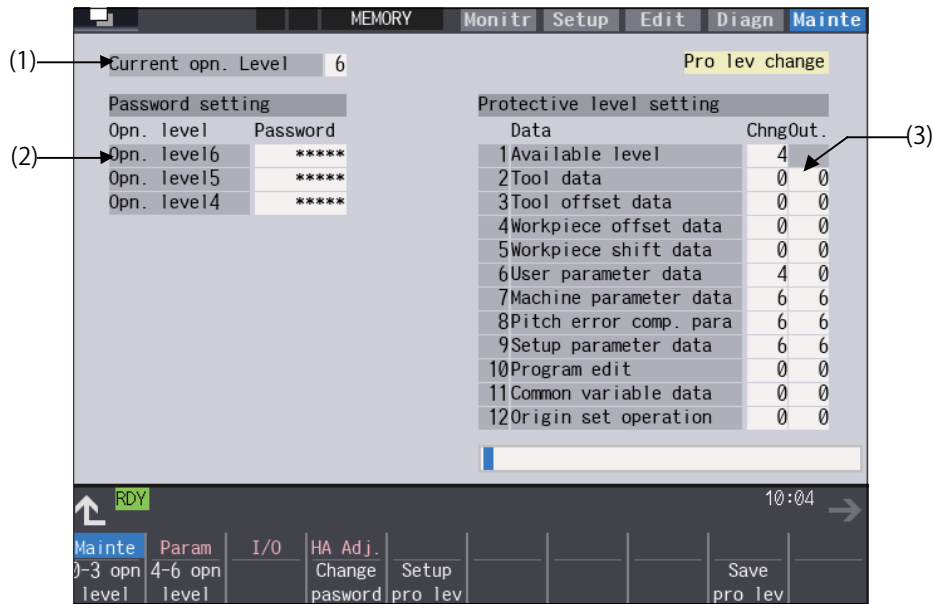 MEMORY Monitr Setup Edit Diagn Mainte
(1) Current opn. Level 6 Pro lev change
Password setting
Opn. level Password
(2) Opn. level6 *****
Opn. level5 *****
Opn. level4 *****
Protective level setting
Data Chng Out.
(3)
1 Available level 4
2 Tool data 0 0
3 Tool offset data 0 0
4 Workpiece offset data 0 0
5 Workpiece shift data 0 0
6 User parameter data 4 0
7 Machine parameter data 6 6
8 Pitch error comp. para 6 6
9 Setup parameter data 6 6
10 Program edit 0 0
11 Common variable data 0 0
12 Origin set operation 0 0
RDY 10:04
Mainte Param I/O HA Adj.
0-3 opn 4-6 opn Change Setup Save
level level pasword pro lev pro lev